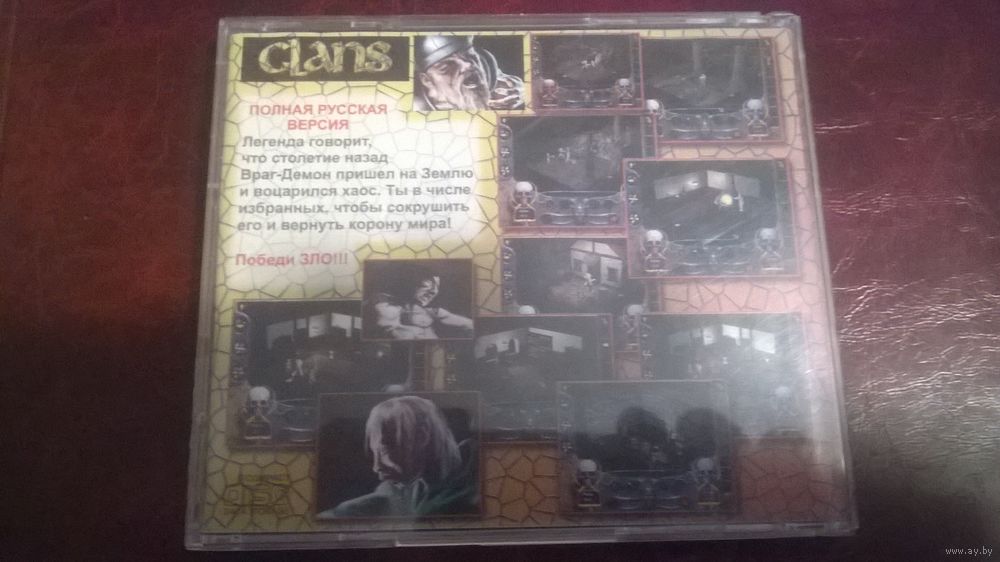 Clans
ПОЛНАЯ РУССКАЯ
ВЕРСИЯ
Легенда говорит,
что столетие назад
Враг-Демон пришел на Землю
и воцарился хаос. Ты в числе
избранных, чтобы сокрушить
его и вернуть корону мира!
Победи ЗЛО!!!
www.ay.by